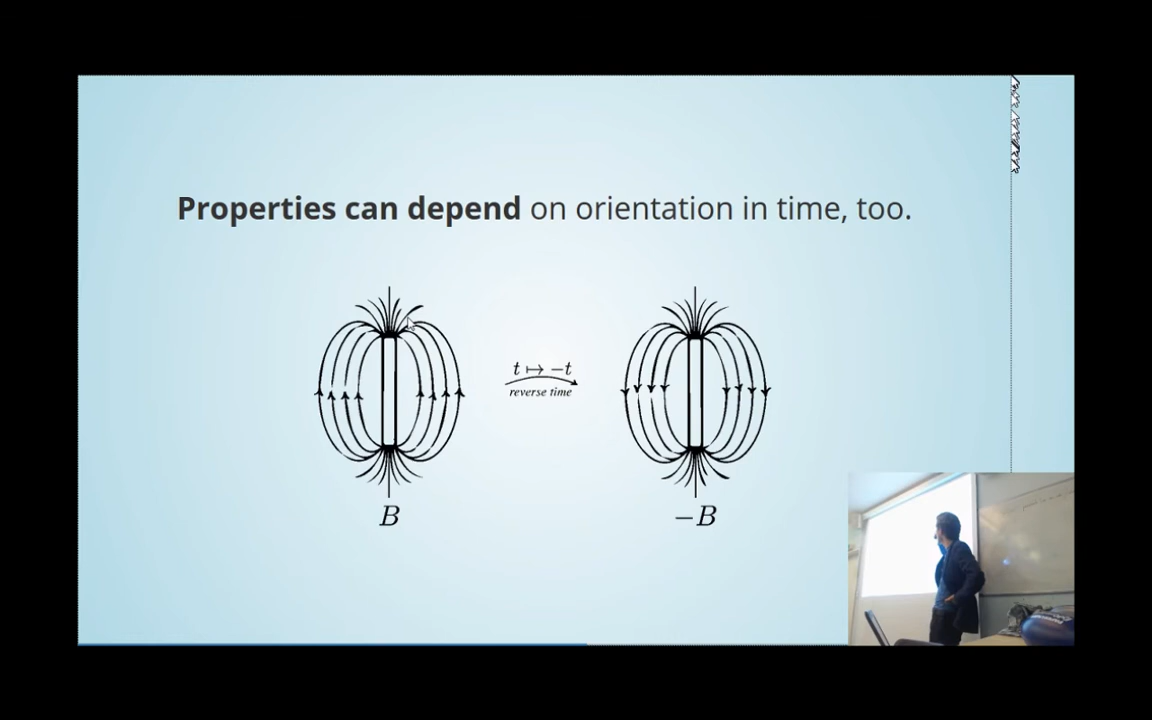 Properties can depend on orientation in time, too.
t ↦ −t
reverse time
B
−B